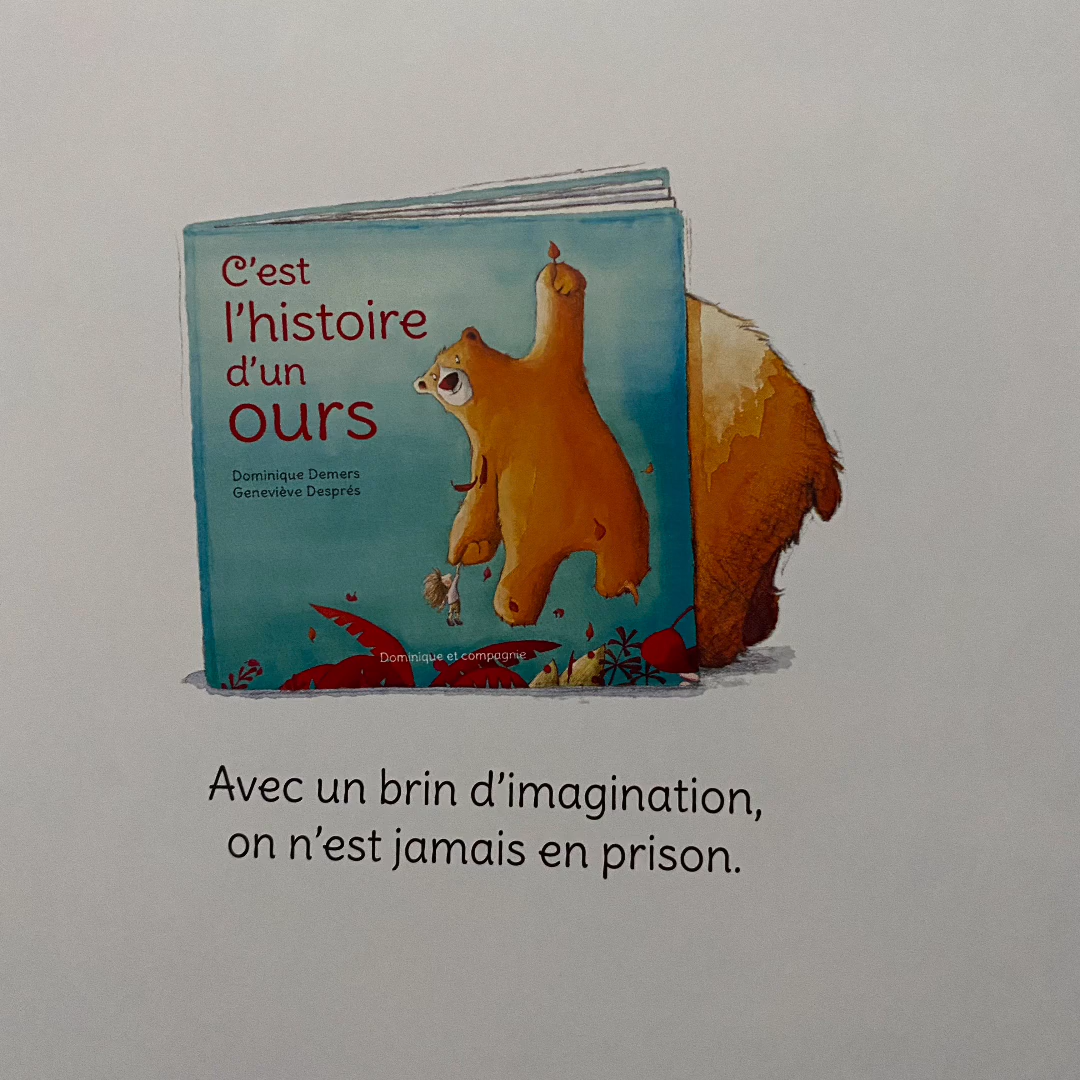 C'est
l'histoire
d'un
ours
Dominique Demers
Geneviève Després
Dominique et compagnie
Avec un brin d'imagination,
on n'est jamais en prison.